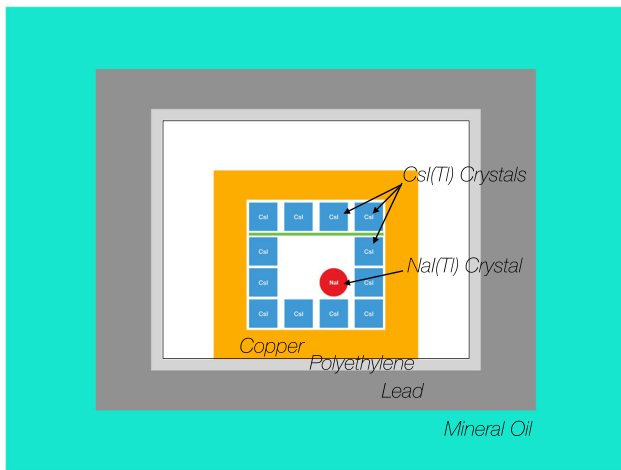 CsI(Tl) Crystals
CsI CsI CsI CsI
CsI CsI
NaI(Tl) Crystal
CsI NaI CsI
CsI CsI CsI CsI
Copper
Polyethylene
Lead
Mineral Oil